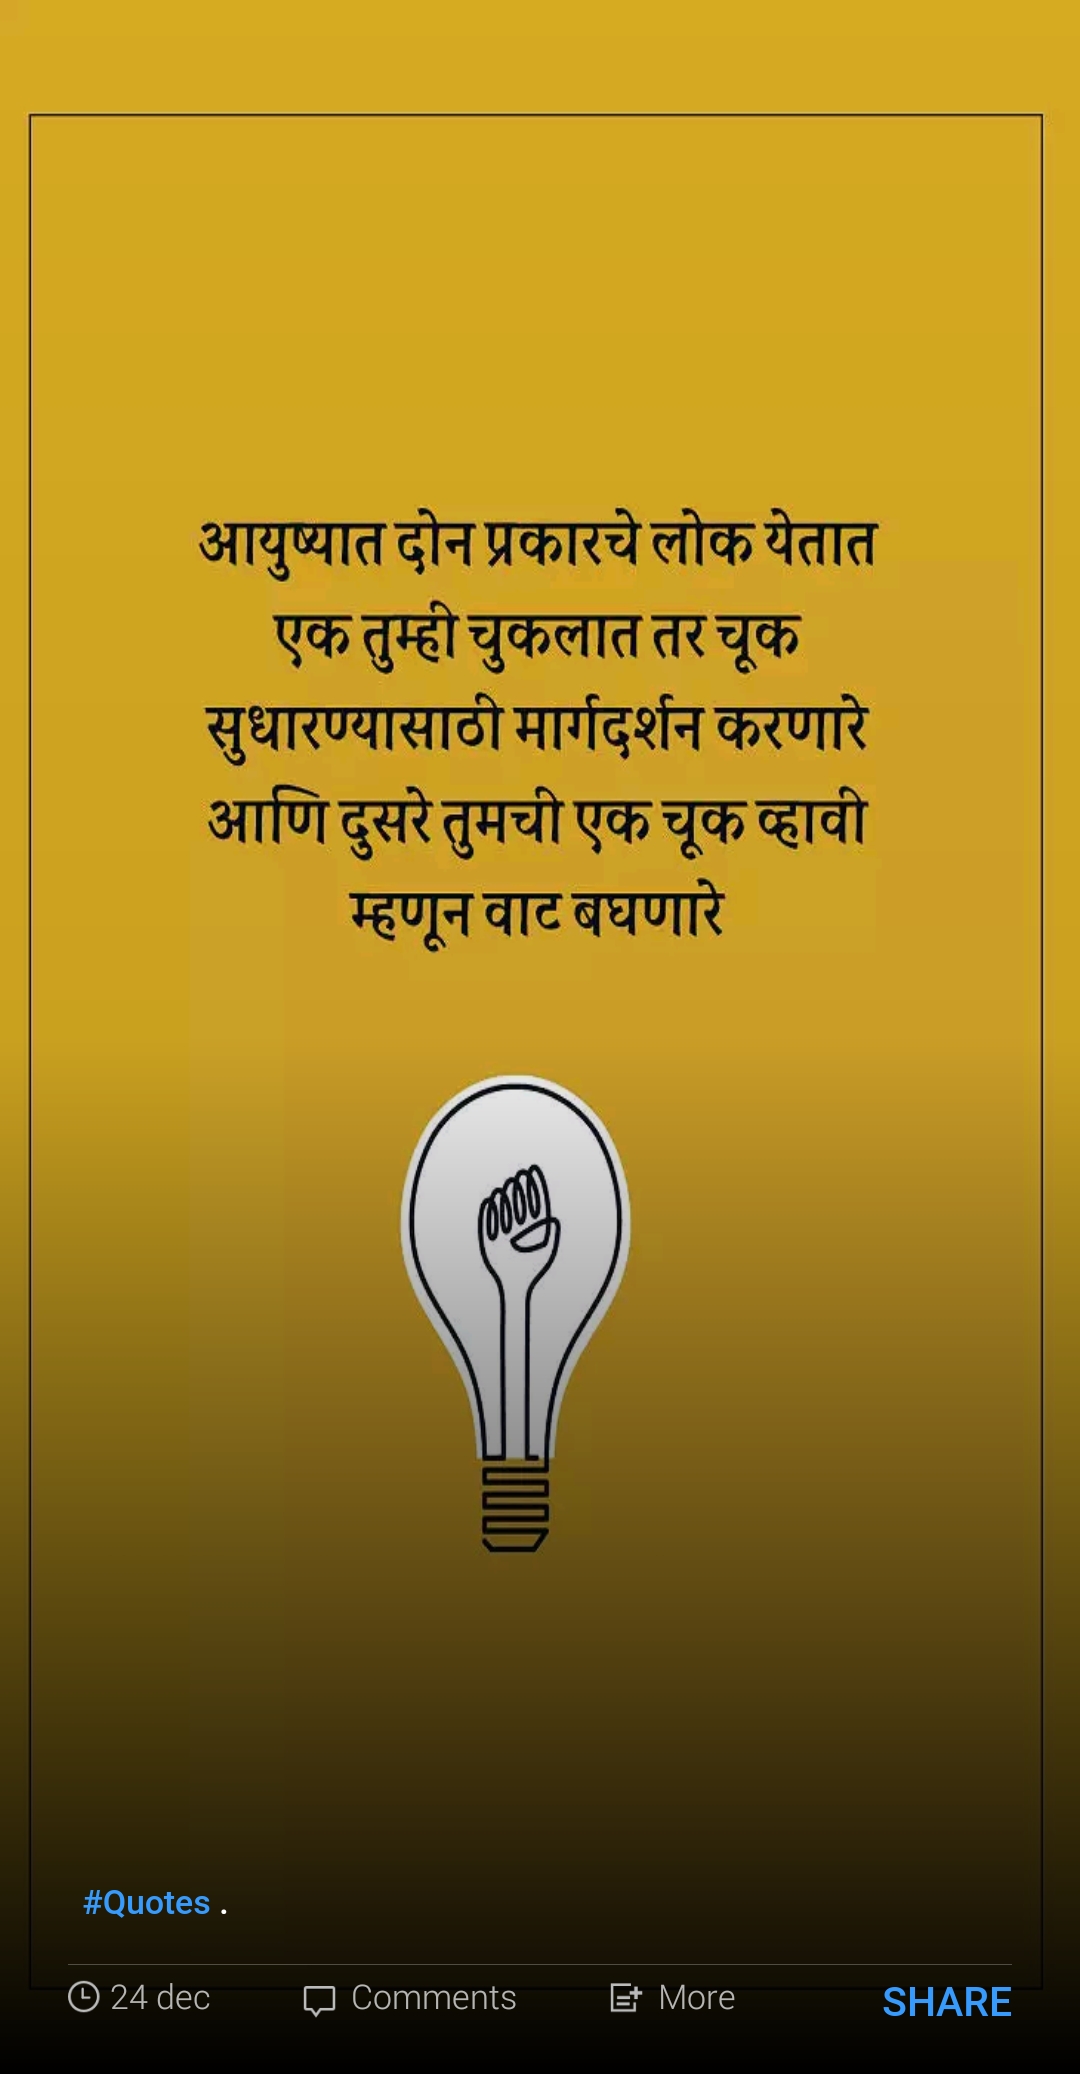 आयुष्यात दोन प्रकारचे लोक येतात
एक तुम्ही चुकलात तर चूक
सुधारण्यासाठी मार्गदर्शन करणारे
आणि दुसरे तुमची एक चूक व्हावी
म्हणून वाट बघणारे
#Quotes .
24 dec Comments More SHARE